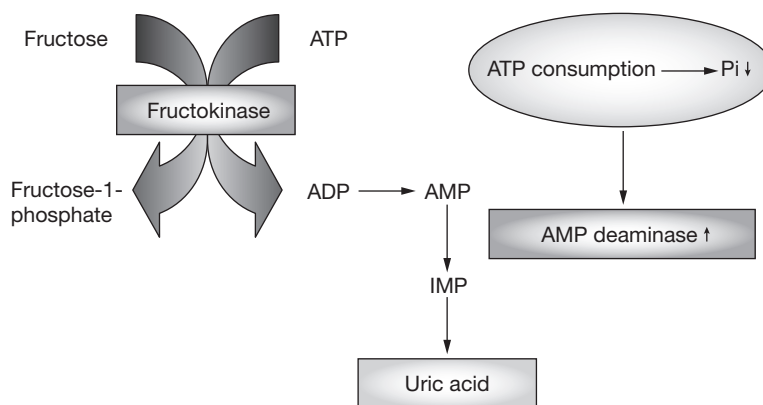 Fructose
ATP
ATP consumption
Pi
Fructokinase
Fructose-1-
phosphate
ADP
AMP
AMP deaminase
IMP
Uric acid